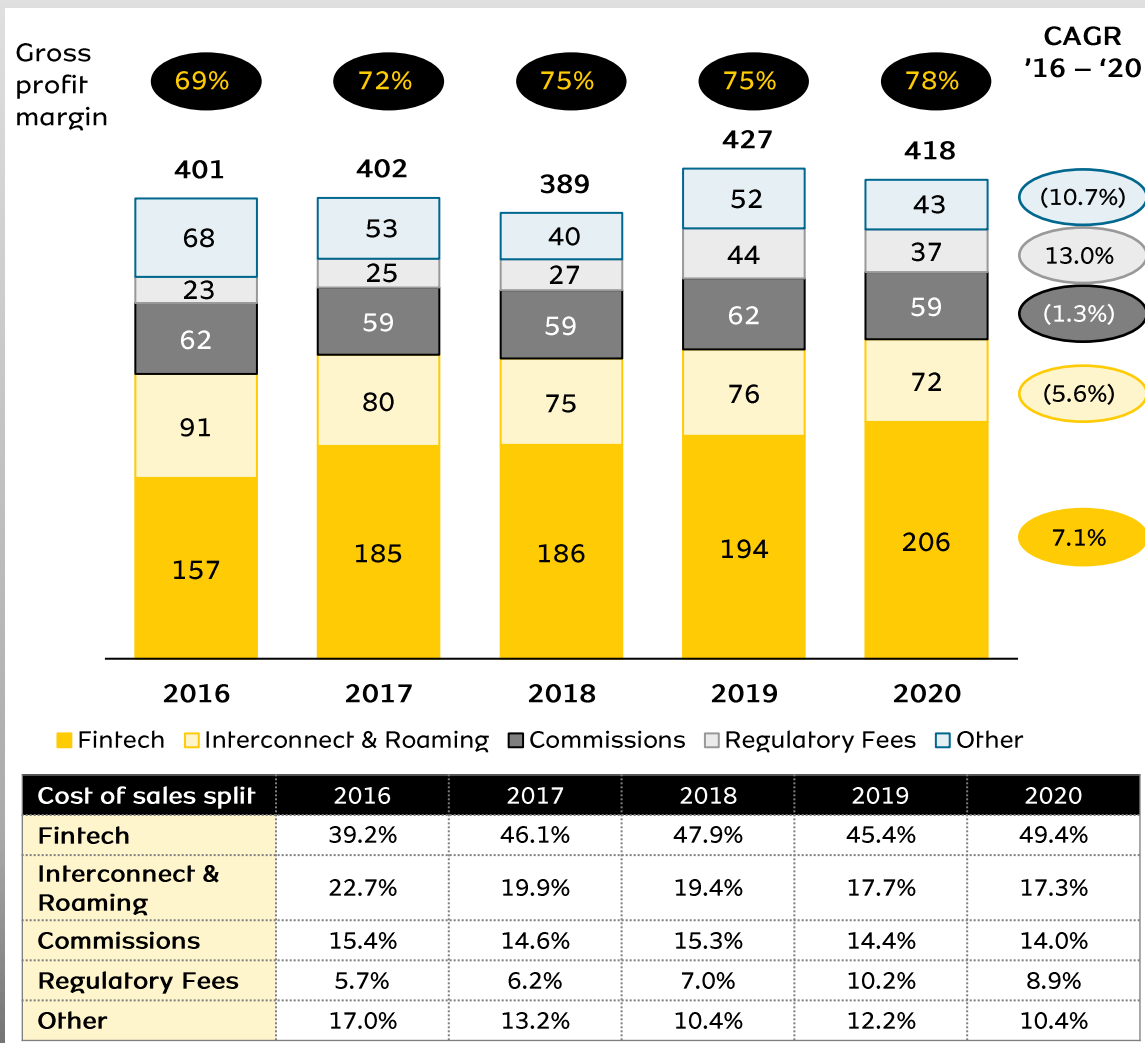 Gross
profit
margin
69%
72%
75%
75%
78%
CAGR
’16 – ‘20
401
402
389
427
418
68
53
40
52
43
(10.7%)
23
25
27
44
37
13.0%
62
59
59
62
59
(1.3%)
91
80
75
76
72
(5.6%)
157
185
186
194
206
7.1%
2016 2017 2018 2019 2020
Fintech Interconnect & Roaming Commissions Regulatory Fees Other
Cost of sales split 2016 2017 2018 2019 2020
Fintech 39.2% 46.1% 47.9% 45.4% 49.4%
Interconnect &
Roaming 22.7% 19.9% 19.4% 17.7% 17.3%
Commissions 15.4% 14.6% 15.3% 14.4% 14.0%
Regulatory Fees 5.7% 6.2% 7.0% 10.2% 8.9%
Other 17.0% 13.2% 10.4% 12.2% 10.4%